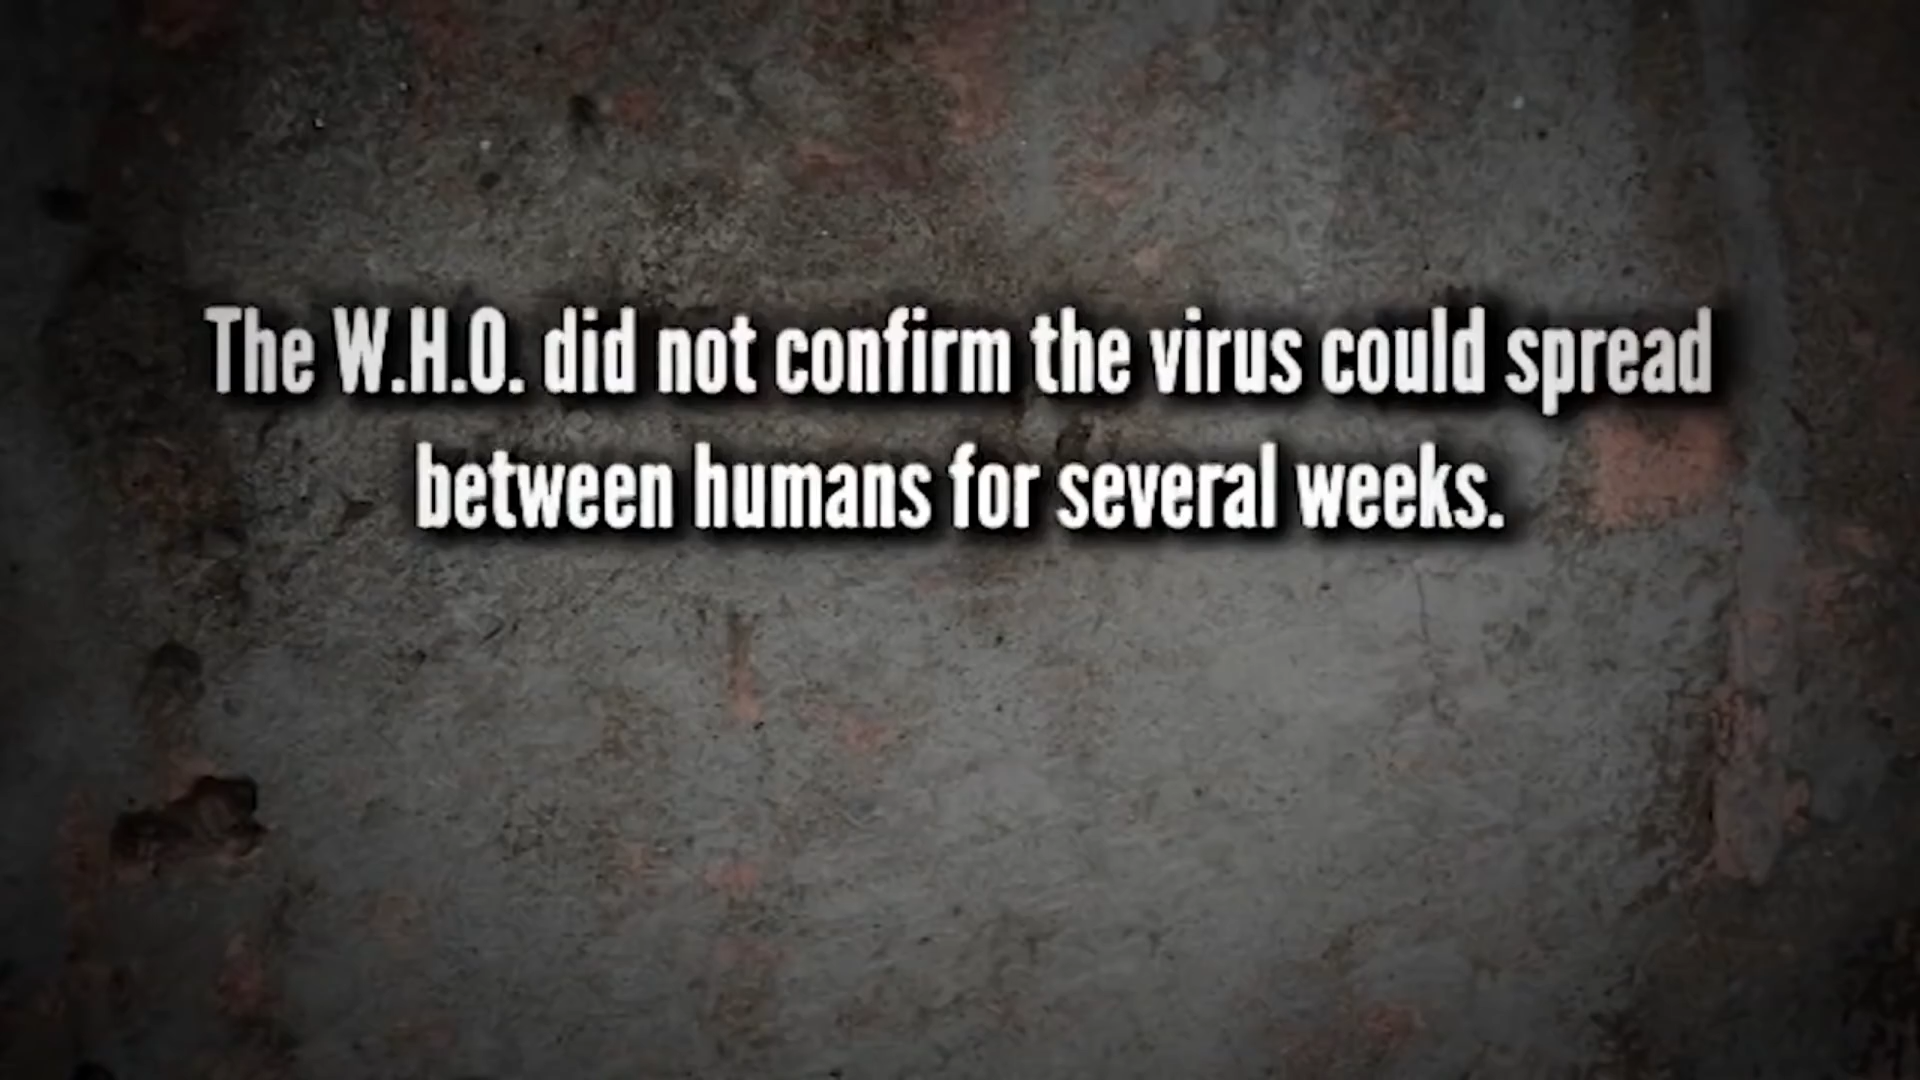 The W.H.O. did not confirm the virus could spread
between humans for several weeks.